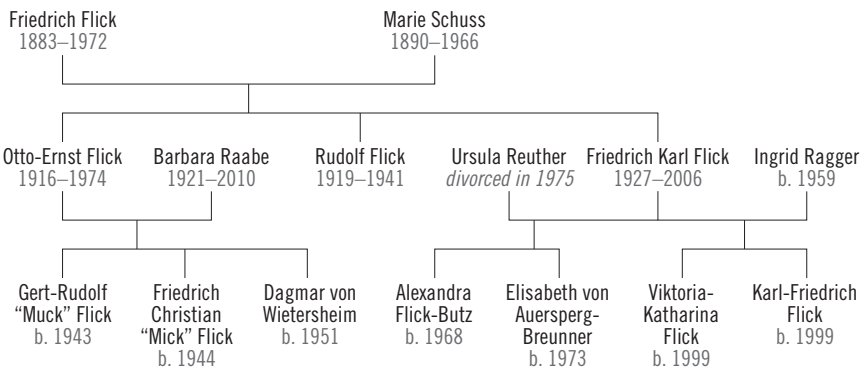 Friedrich Flick
1883–1972
Marie Schuss
1890–1966
Otto-Ernst Flick
1916–1974
Barbara Raabe
1921–2010
Rudolf Flick
1919–1941
Ursula Reuther
divorced in 1975
Friedrich Karl Flick
1927–2006
Ingrid Ragger
b. 1959
Gert-Rudolf
“Muck” Flick
b. 1943
Friedrich
Christian
“Mick” Flick
b. 1944
Dagmar von
Wietersheim
b. 1951
Alexandra
Flick-Butz
b. 1968
Elisabeth von
Auersperg-
Breunner
b. 1973
Viktoria-
Katharina
Flick
b. 1999
Karl-Friedrich
Flick
b. 1999